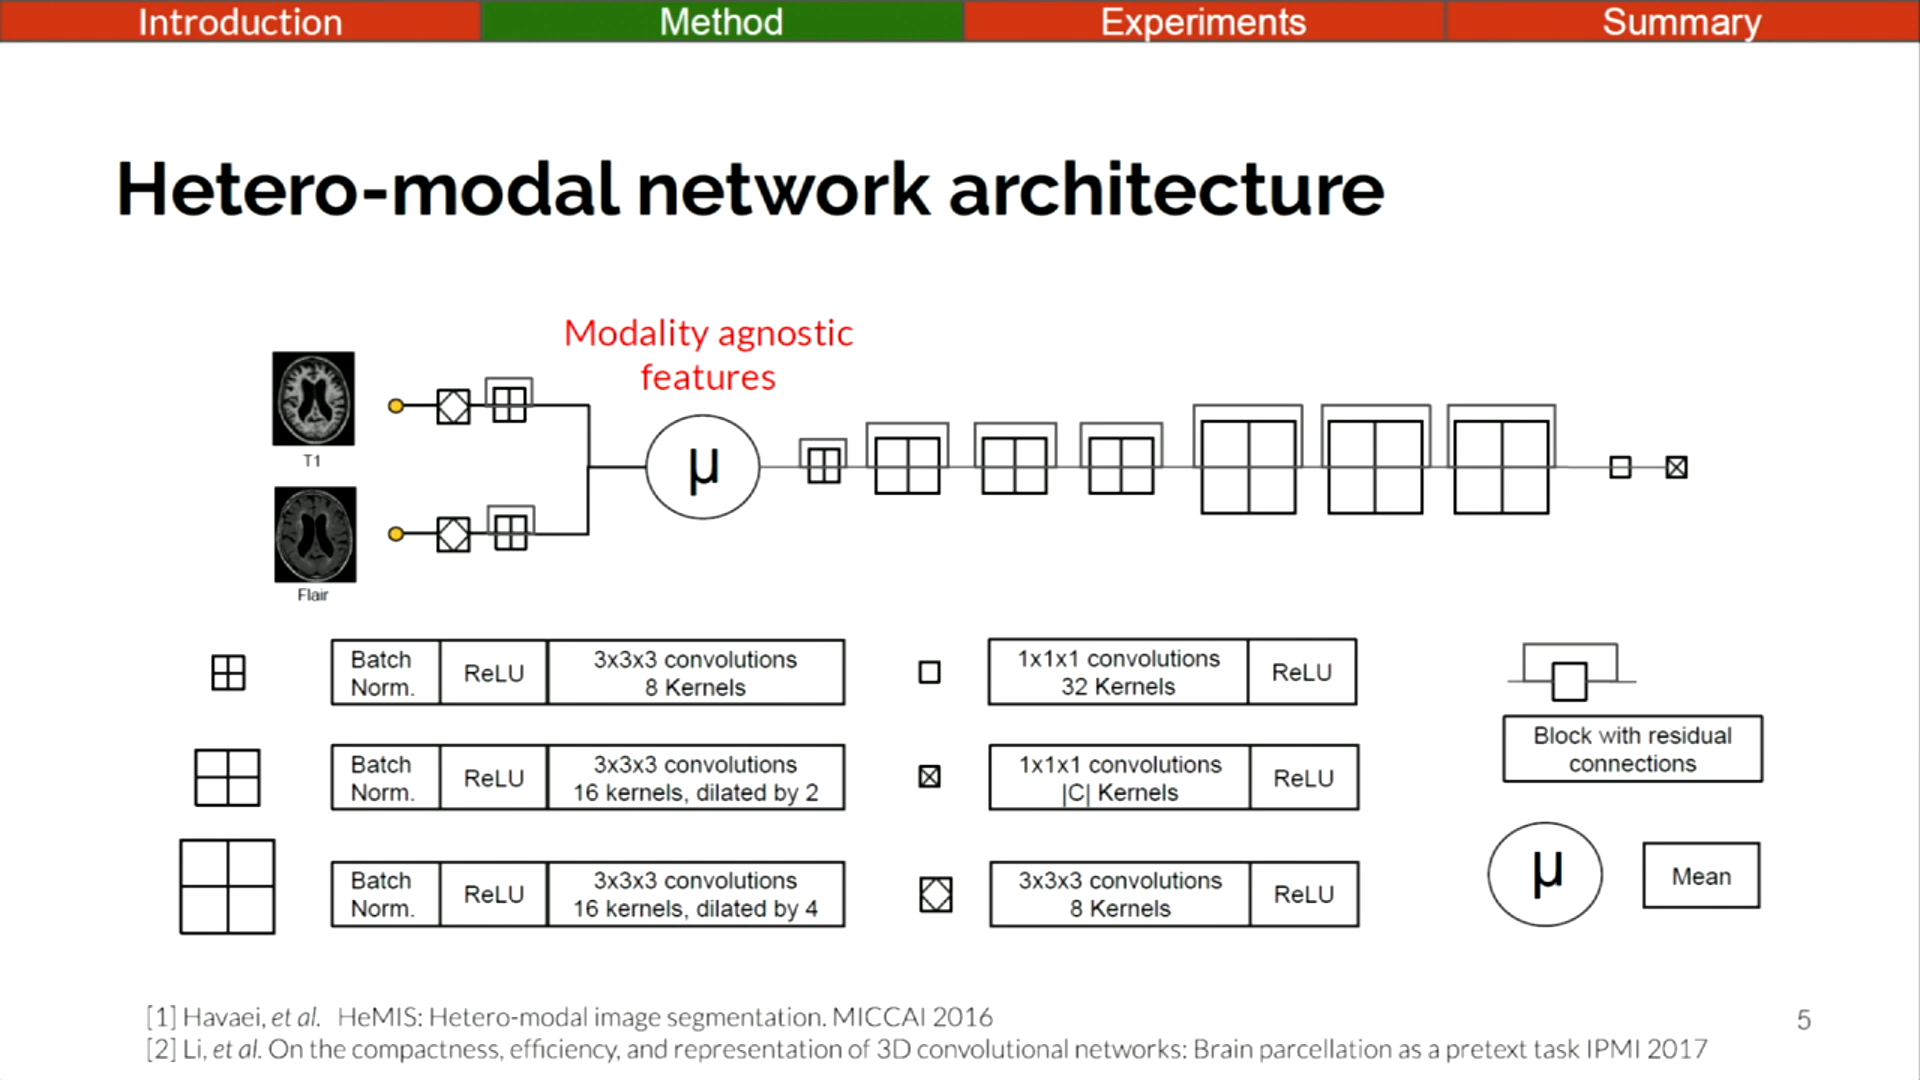 Introduction
Method
Experiments
Summary
Hetero-modal network architecture
Modality agnostic
features
T1
Flair
μ
Batch
Norm.
ReLU
3x3x3 convolutions
8 Kernels
1x1x1 convolutions
32 Kernels
ReLU
Block with residual
connections
Batch
Norm.
ReLU
3x3x3 convolutions
16 kernels, dilated by 2
1x1x1 convolutions
|C| Kernels
ReLU
Batch
Norm.
ReLU
3x3x3 convolutions
16 kernels, dilated by 4
3x3x3 convolutions
8 Kernels
ReLU
μ
Mean
[1] Havaei, et al. HeMIS: Hetero-modal image segmentation. MICCAI 2016
[2] Li, et al. On the compactness, efficiency, and representation of 3D convolutional networks: Brain parcellation as a pretext task IPMI 2017
5